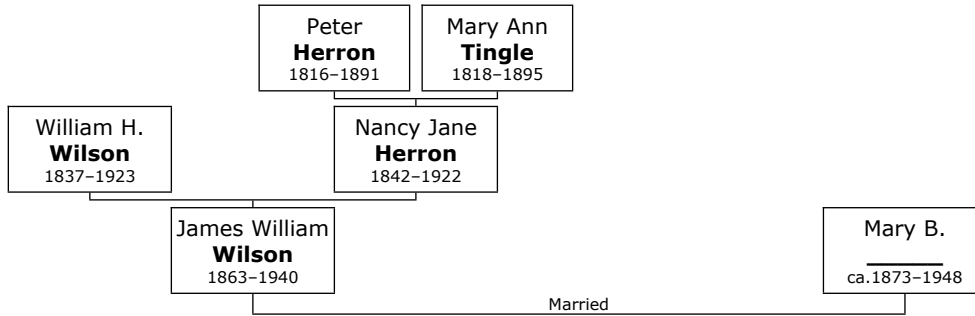 Peter
Herron
1816–1891
Mary Ann
Tingle
1818–1895
William H.
Wilson
1837–1923
Nancy Jane
Herron
1842–1922
James William
Wilson
1863–1940
Mary B.
______
ca.1873–1948
Married